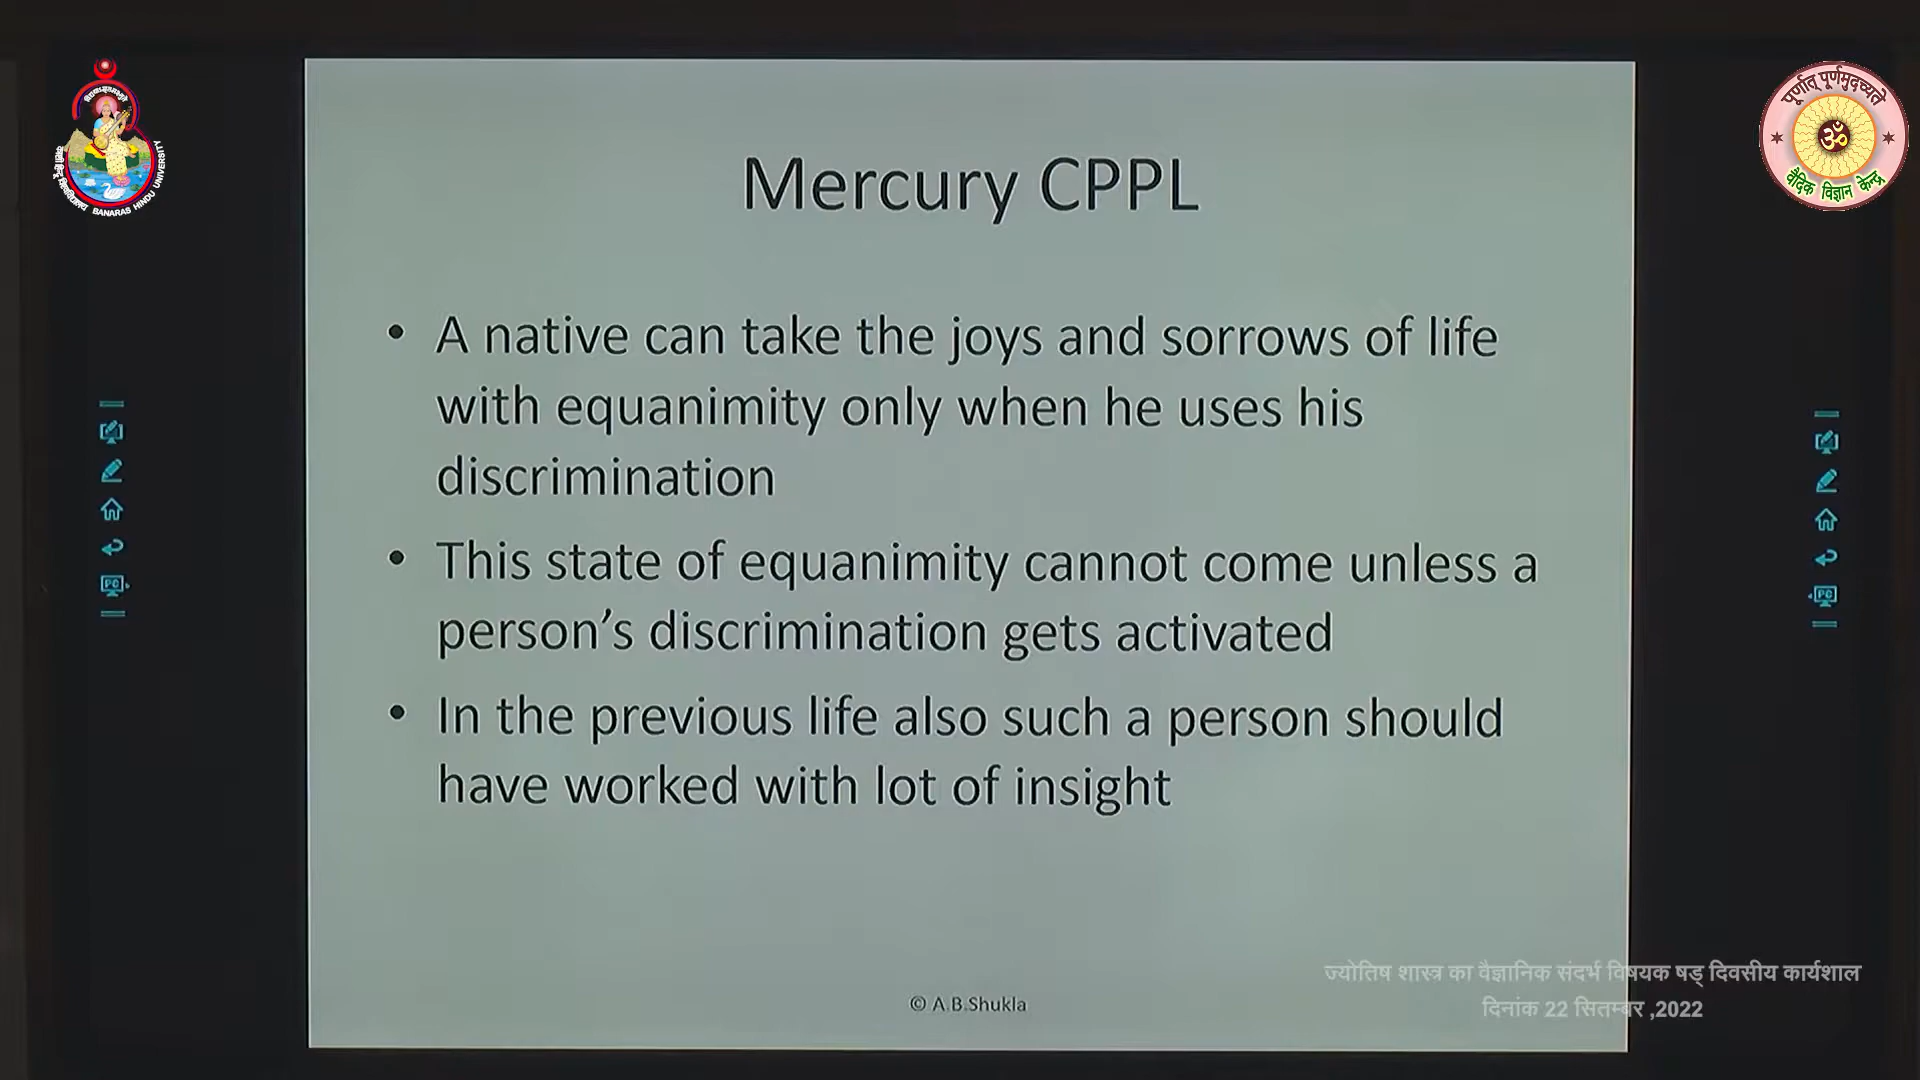 Mercury CPPL
• A native can take the joys and sorrows of life
with equanimity only when he uses his
discrimination
• This state of equanimity cannot come unless a
person’s discrimination gets activated
• In the previous life also such a person should
have worked with lot of insight
© A.B.Shukla
ज्योतिष शास्त्र का वैज्ञानिक संदर्भ विषयक षड् दिवसीय कार्यशाल
दिनांक 22 सितम्बर ,2022
पूर्णात् पूर्णमुदच्यते
ॐ
वैदिक विज्ञान केन्द्र
BANARAS HINDU UNIVERSITY
PC
PC